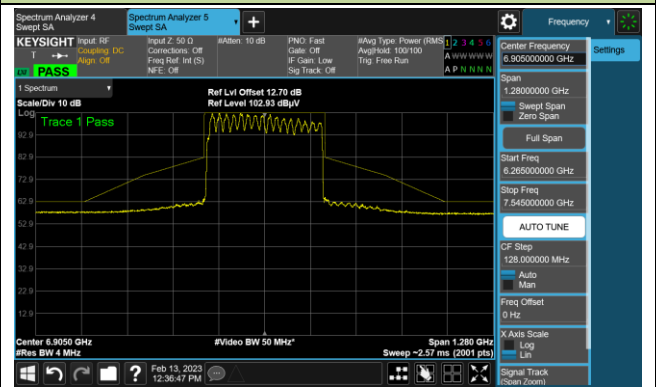 Spectrum Analyzer 4
Swept SA
Spectrum Analyzer 5
Swept SA
Frequency
KEYSIGHT
Input: RF
Coupling: DC
Align: Off
Input Z: 50 Ω
Corrections: Off
Freq Ref: Int (S)
NFE: Off
#Atten: 10 dB
PNO: Fast
Gate: Off
IF Gain: Low
Sig Track: Off
#Avg Type: Power (RMS
Avg|Hold: 100/100
Trig: Free Run
1 2 3 4 5 6
A W W W W W
A P N N N N
LXI
PASS
Center Frequency
6.905000000 GHz
Settings
Span
1.28000000 GHz
Swept Span
Zero Span
Full Span
Start Freq
6.265000000 GHz
Stop Freq
7.545000000 GHz
AUTO TUNE
CF Step
128.000000 MHz
Auto
Man
Freq Offset
0 Hz
X Axis Scale
Log
Lin
Signal Track
(Span Zoom)
1 Spectrum
Scale/Div 10 dB
Ref Lvl Offset 12.70 dB
Ref Level 102.93 dBµV
Log
Trace 1 Pass
92.9
82.9
72.9
62.9
52.9
42.9
32.9
22.9
12.9
Center 6.9050 GHz
#Res BW 4 MHz
#Video BW 50 MHz*
Span 1.280 GHz
Sweep ~2.57 ms (2001 pts)
Feb 13, 2023
12:36:47 PM